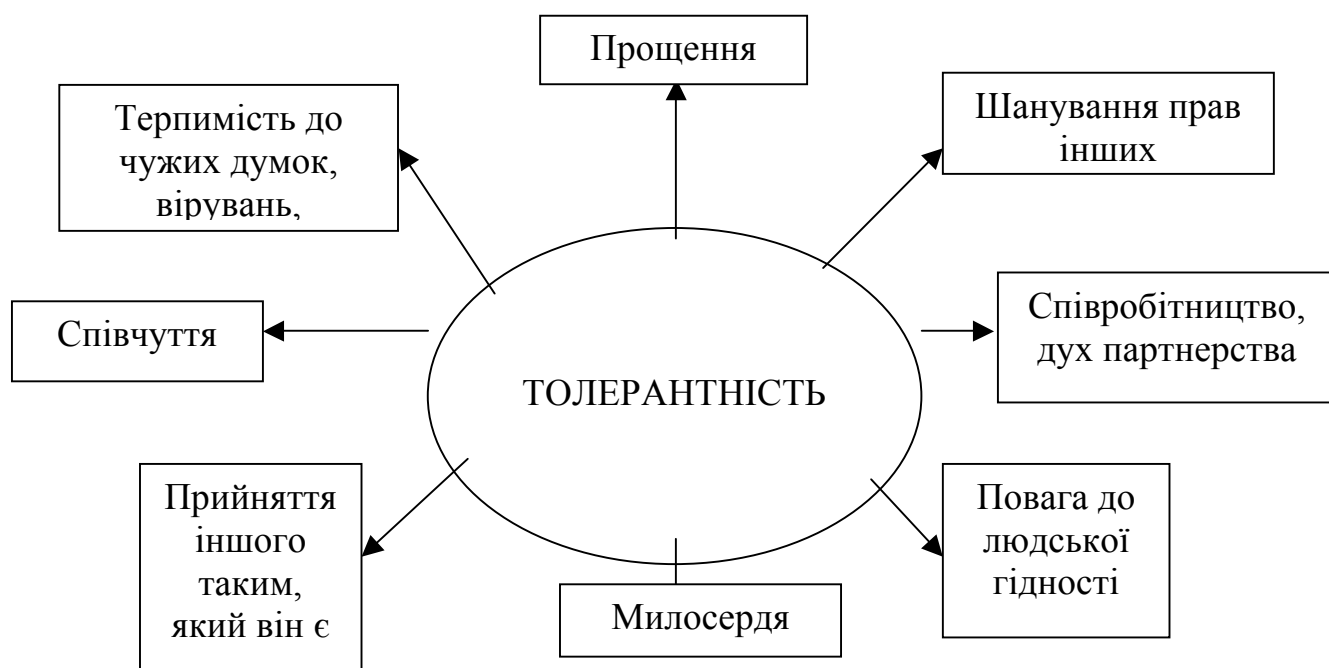 Прощення
Терпимість до
чужих думок,
вірувань,
Шанування прав
інших
Співчуття
Співробітництво,
дух партнерства
ТОЛЕРАНТНІСТЬ
Прийняття
іншого
таким,
який він є
Повага до
людської
гідності
Милосердя